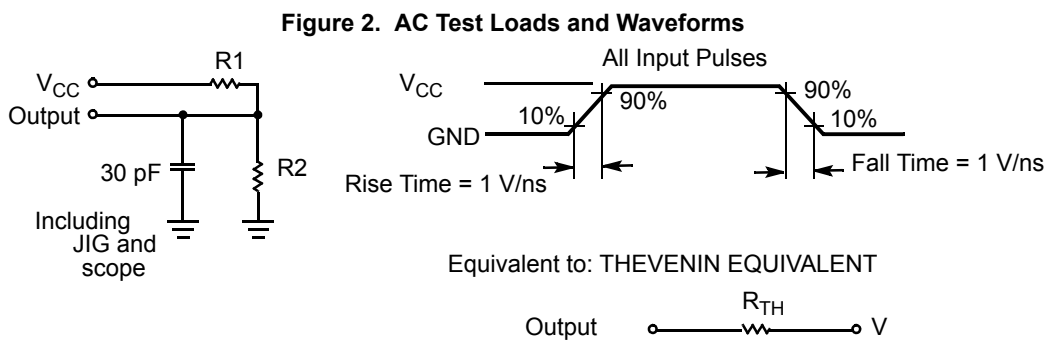 Figure 2. AC Test Loads and Waveforms
R1
VCC
Output
30 pF
R2
Including
JIG and
scope
All Input Pulses
VCC
GND
10%
90%
90%
10%
Rise Time = 1 V/ns
Fall Time = 1 V/ns
Equivalent to: THEVENIN EQUIVALENT
RTH
Output
V